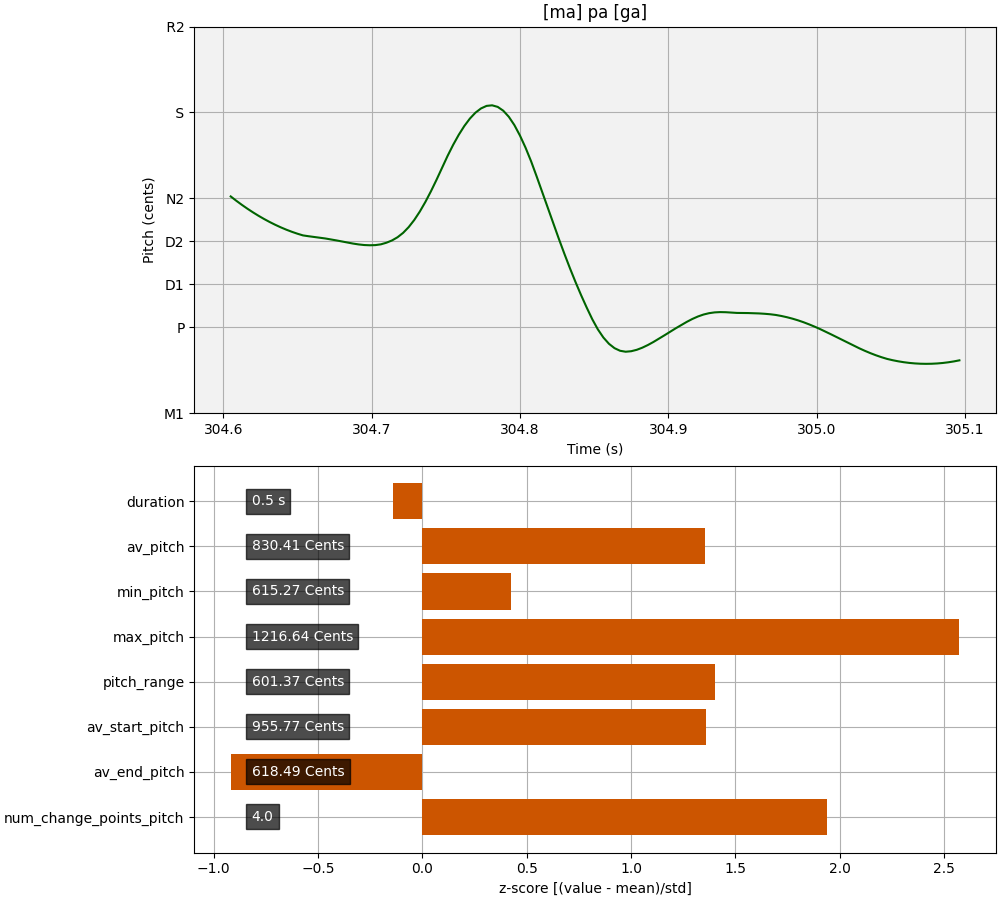 [ma] pa [ga]
R2
S
N2
D2
D1
P
M1
Pitch (cents)
304.6 304.7 304.8 304.9 305.0 305.1
Time (s)
duration 0.5 s
av_pitch 830.41 Cents
min_pitch 615.27 Cents
max_pitch 1216.64 Cents
pitch_range 601.37 Cents
av_start_pitch 955.77 Cents
av_end_pitch 618.49 Cents
num_change_points_pitch 4.0
−1.0 −0.5 0.0 0.5 1.0 1.5 2.0 2.5
z-score [(value - mean)/std]